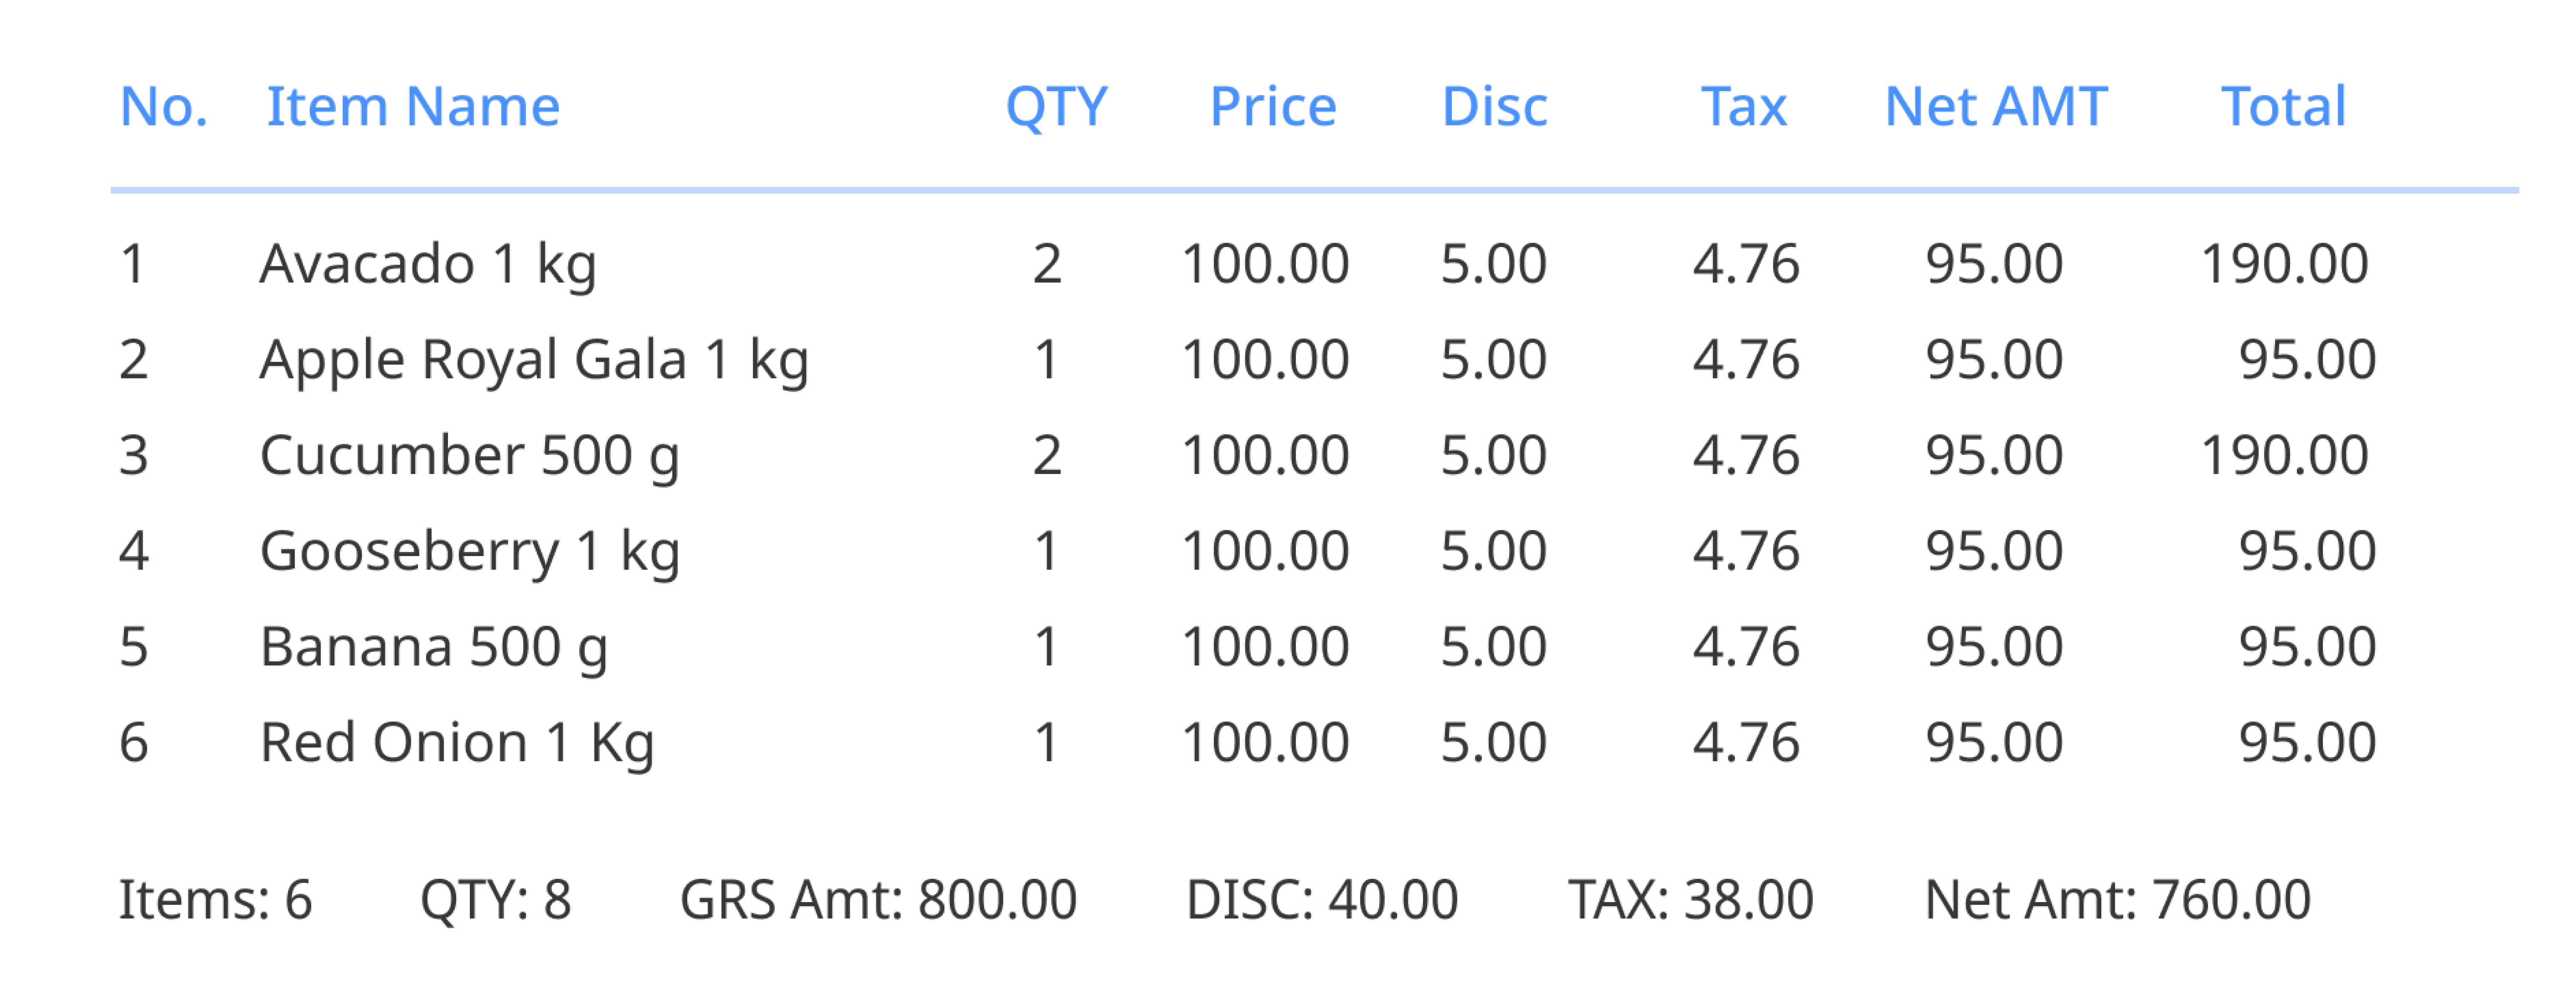 No. Item Name QTY Price Disc Tax Net AMT Total
1 Avacado 1 kg 2 100.00 5.00 4.76 95.00 190.00
2 Apple Royal Gala 1 kg 1 100.00 5.00 4.76 95.00 95.00
3 Cucumber 500 g 2 100.00 5.00 4.76 95.00 190.00
4 Gooseberry 1 kg 1 100.00 5.00 4.76 95.00 95.00
5 Banana 500 g 1 100.00 5.00 4.76 95.00 95.00
6 Red Onion 1 Kg 1 100.00 5.00 4.76 95.00 95.00
Items: 6 QTY: 8 GRS Amt: 800.00 DISC: 40.00 TAX: 38.00 Net Amt: 760.00